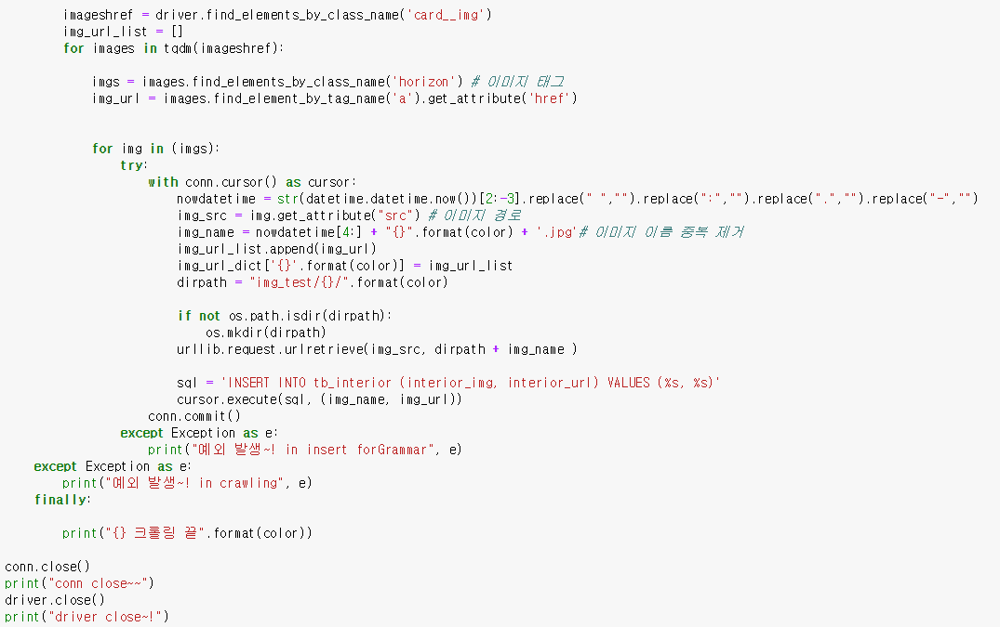 imageshref = driver.find_elements_by_class_name('card__img')
img_url_list = []
for images in tqdm(imageshref):
imgs = images.find_elements_by_class_name('horizon') # 이미지 태그
img_url = images.find_element_by_tag_name('a').get_attribute('href')
for img in (imgs):
try:
with conn.cursor() as cursor:
nowdatetime = str(datetime.datetime.now())[2:-3].replace(" ","").replace(":","").replace(".","").replace("-","")
img_src = img.get_attribute("src") # 이미지 경로
img_name = nowdatetime[4:] + "{}".format(color) + '.jpg'# 이미지 이름 중복 제거
img_url_list.append(img_url)
img_url_dict['{}'.format(color)] = img_url_list
dirpath = "img_test/{}/".format(color)
if not os.path.isdir(dirpath):
os.mkdir(dirpath)
urllib.request.urlretrieve(img_src, dirpath + img_name )
sql = 'INSERT INTO tb_interior (interior_img, interior_url) VALUES (%s, %s)'
cursor.execute(sql, (img_name, img_url))
conn.commit()
except Exception as e:
print("예외 발생~! in insert forGrammar", e)
except Exception as e:
print("예외 발생~! in crawling", e)
finally:
print("{} 크롤링 끝".format(color))
conn.close()
print("conn close~~")
driver.close()
print("driver close~!")